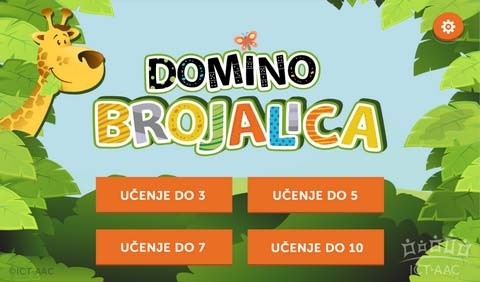 DOMINO
BROJALICA
UČENJE DO 3
UČENJE DO 5
UČENJE DO 7
UČENJE DO 10
©ICT-AAC
ICT-AAC